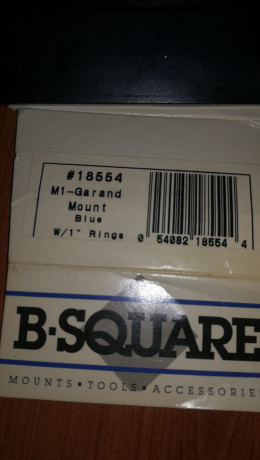 #18554
M1-Garand
Mount
Blue
W/1" Rings
0 54082 18554 4
B-SQUARE
MOUNTS • TOOLS • ACCESSORIE